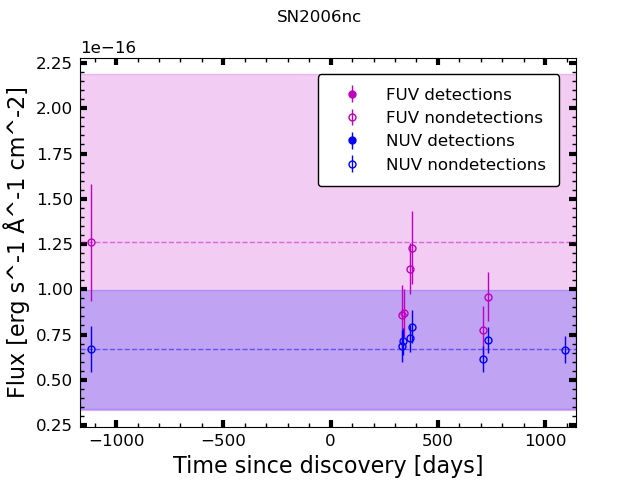 SN2006nc
1e−16
2.25
2.00
1.75
1.50
1.25
1.00
0.75
0.50
0.25
Flux [erg s^-1 Å^-1 cm^-2]
FUV detections
FUV nondetections
NUV detections
NUV nondetections
−1000
−500
0
500
1000
Time since discovery [days]